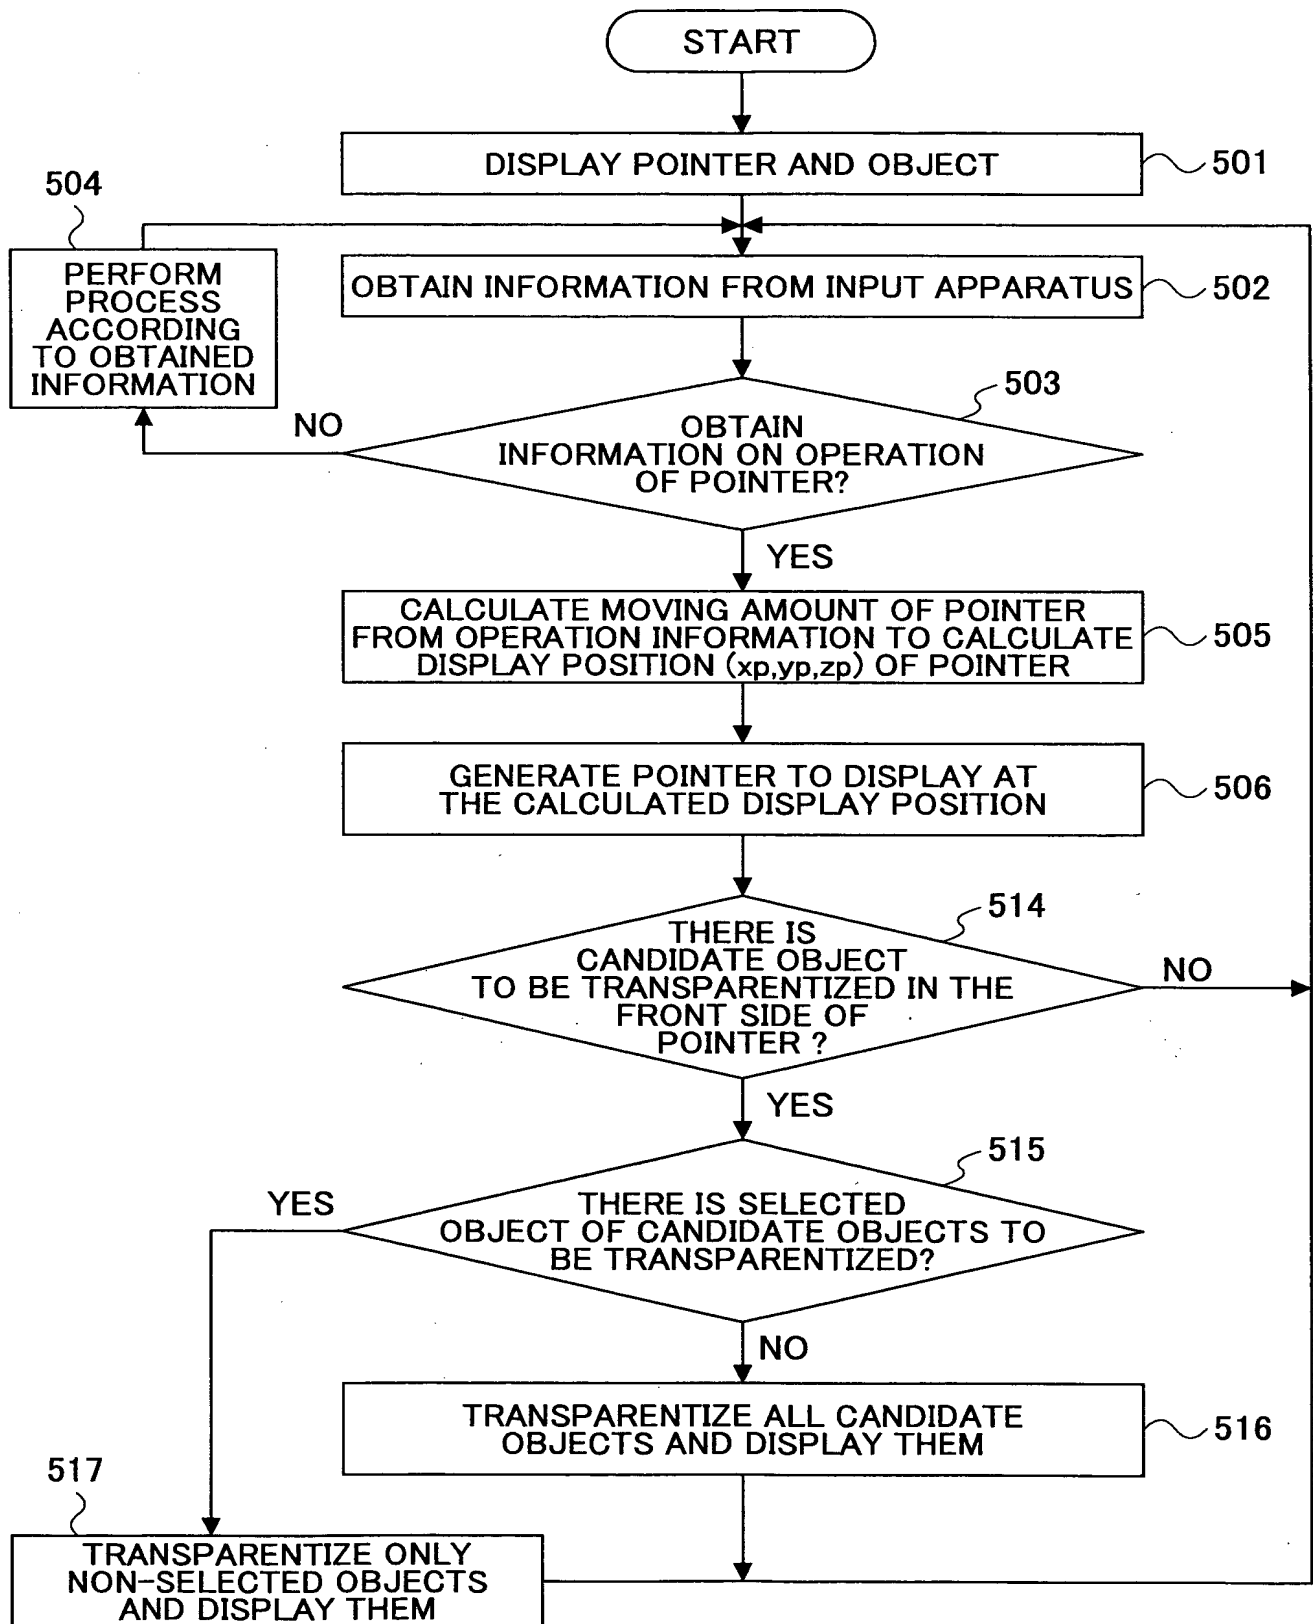 START
DISPLAY POINTER AND OBJECT
501
504
PERFORM
PROCESS
ACCORDING
TO OBTAINED
INFORMATION
OBTAIN INFORMATION FROM INPUT APPARATUS
502
503
NO
OBTAIN
INFORMATION ON OPERATION
OF POINTER?
YES
CALCULATE MOVING AMOUNT OF POINTER
FROM OPERATION INFORMATION TO CALCULATE
DISPLAY POSITION (xp,yp,zp) OF POINTER
505
GENERATE POINTER TO DISPLAY AT
THE CALCULATED DISPLAY POSITION
506
514
THERE IS
CANDIDATE OBJECT
TO BE TRANSPARENTIZED IN THE
FRONT SIDE OF
POINTER ?
NO
YES
515
YES
THERE IS SELECTED
OBJECT OF CANDIDATE OBJECTS TO
BE TRANSPARENTIZED?
NO
TRANSPARENTIZE ALL CANDIDATE
OBJECTS AND DISPLAY THEM
516
517
TRANSPARENTIZE ONLY
NON-SELECTED OBJECTS
AND DISPLAY THEM